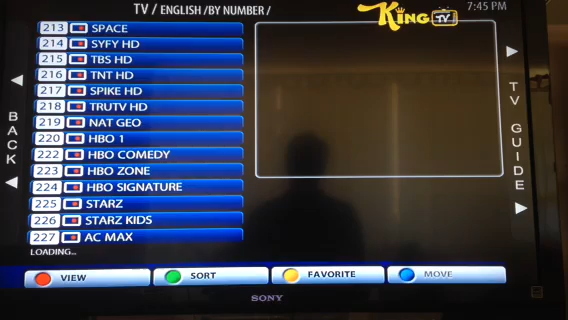 TV / ENGLISH /BY NUMBER /
KING TV
7:45 PM
213 SPACE
214 SYFY HD
215 TBS HD
216 TNT HD
217 SPIKE HD
218 TRUTV HD
219 NAT GEO
220 HBO 1
222 HBO COMEDY
223 HBO ZONE
224 HBO SIGNATURE
225 STARZ
226 STARZ KIDS
227 AC MAX
LOADING...
BACK
TV GUIDE
VIEW
SORT
FAVORITE
MOVE
SONY